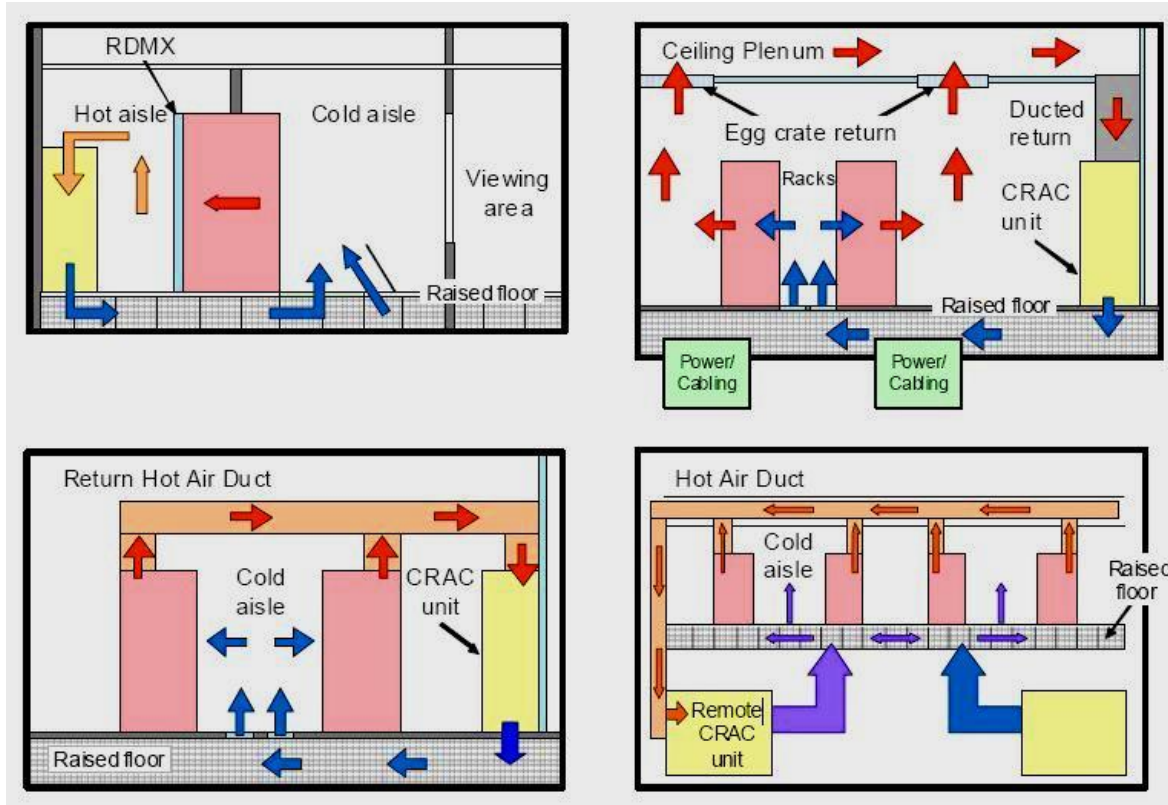 RDMX
Hot aisle
Cold aisle
Viewing
area
Raised floor
Ceiling Plenum
Egg crate return
Ducted
return
Racks
CRAC
unit
Raised floor
Power/
Cabling
Power/
Cabling
Return Hot Air Duct
Cold
aisle
CRAC
unit
Raised floor
Hot Air Duct
Cold
aisle
Raised
floor
Remote
CRAC
unit